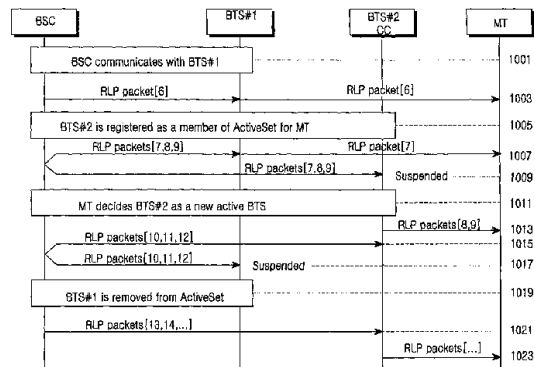 BSC
BTS#1
BTS#2
CC
MT
BSC communicates with BTS#1
1001
RLP packet[6]
RLP packet[6]
1003
BTS#2 is registered as a member of ActiveSet for MT
1005
RLP packets[7,8,9]
RLP packet[7]
1007
RLP packets[7,8,9]
Suspended
1009
MT decides BTS#2 as a new active BTS
1011
RLP packets[8,9]
1013
RLP packets[10,11,12]
1015
RLP packets[10,11,12]
Suspended
1017
BTS#1 is removed from ActiveSet
1019
RLP packets[13,14,...]
1021
RLP packets[...]
1023